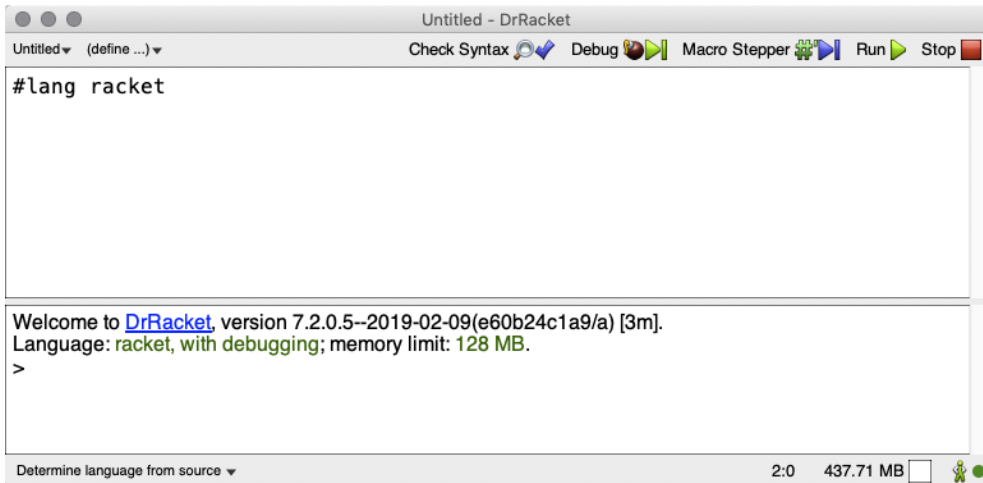 Untitled - DrRacket
Untitled (define ...) Check Syntax Debug Macro Stepper Run Stop
#lang racket
Welcome to DrRacket, version 7.2.0.5--2019-02-09(e60b24c1a9/a) [3m].
Language: racket, with debugging; memory limit: 128 MB.
>
Determine language from source 2:0 437.71 MB